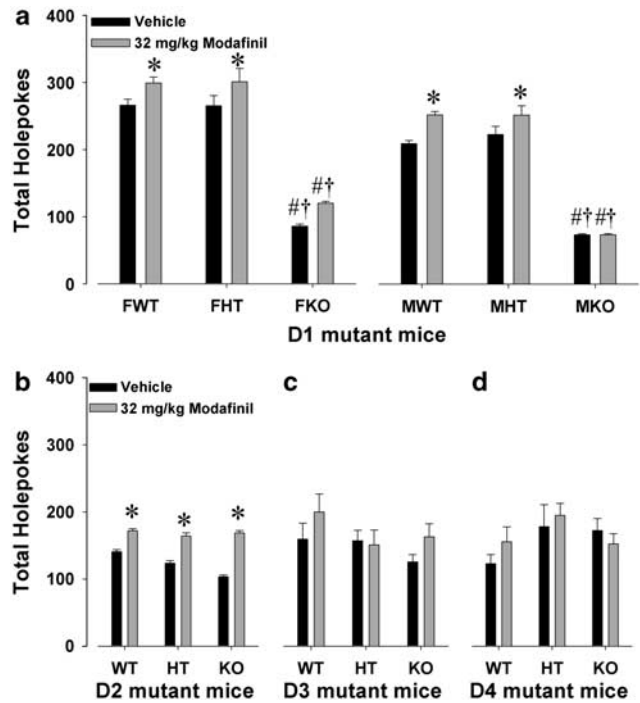 a
Vehicle
32 mg/kg Modafinil
400
300
200
100
0
Total Holepokes
* * * *
#† #† #† #†
FWT FHT FKO MWT MHT MKO
D1 mutant mice
b c d
Vehicle
32 mg/kg Modafinil
400
300
200
100
0
Total Holepokes
* * *
WT HT KO WT HT KO WT HT KO
D2 mutant mice D3 mutant mice D4 mutant mice